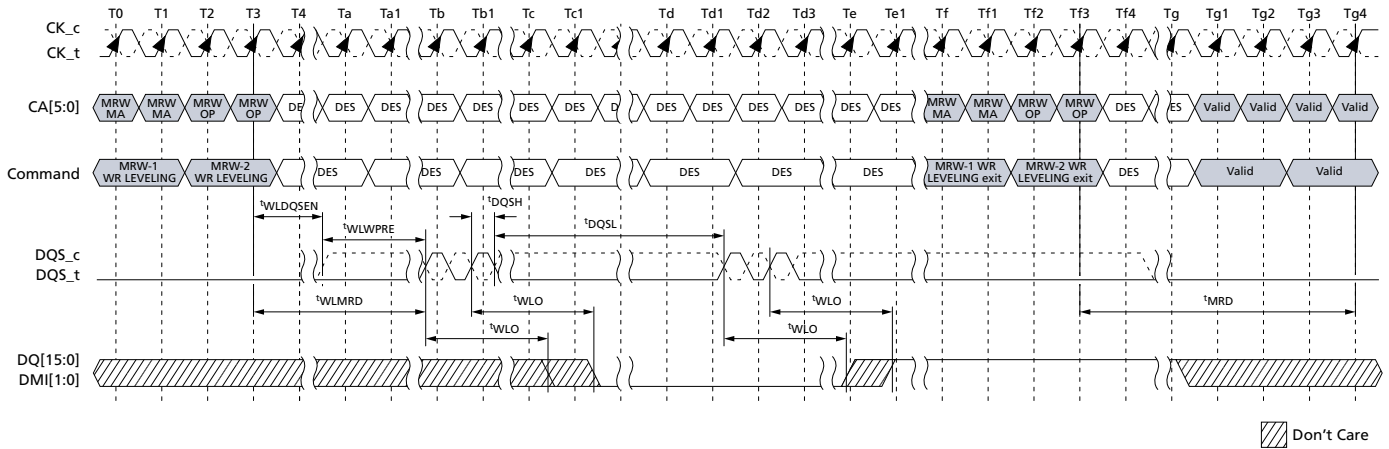 T0 T1 T2 T3 T4 Ta Ta1 Tb Tb1 Tc Tc1 Td Td1 Td2 Td3 Te Te1 Tf Tf1 Tf2 Tf3 Tf4 Tg Tg1 Tg2 Tg3 Tg4
CK_c
CK_t
CA[5:0] MRW MA MRW MA MRW OP MRW OP DE DES DES DES DES DES DES D DES DES DES DES DES DES MRW MA MRW MA MRW OP MRW OP DES ES Valid Valid Valid Valid
Command MRW-1 WR LEVELING MRW-2 WR LEVELING DES DES DES DES DES DES DES DES DES MRW-1 WR LEVELING exit MRW-2 WR LEVELING exit DES Valid Valid
tWLDQSEN tDQSH
tWLWPRE tDQSL
DQS_c
DQS_t
tWLMRD tWLO tWLO tMRD
tWLO tWLO
DQ[15:0]
DMI[1:0]
Don't Care